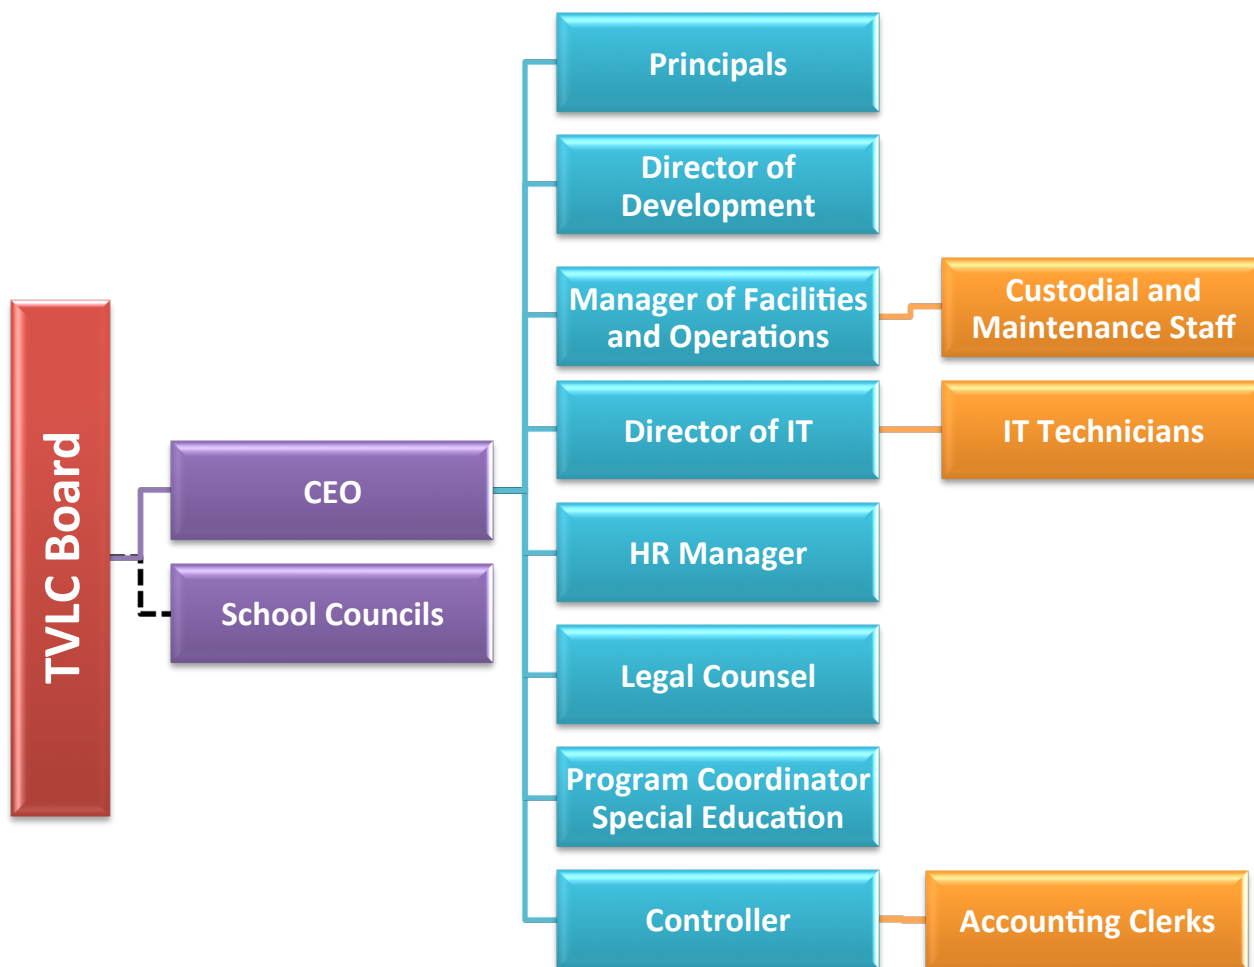 TVLC Board
CEO
School Councils
Principals
Director of
Development
Manager of Facilities
and Operations
Director of IT
HR Manager
Legal Counsel
Program Coordinator
Special Education
Controller
Custodial and
Maintenance Staff
IT Technicians
Accounting Clerks